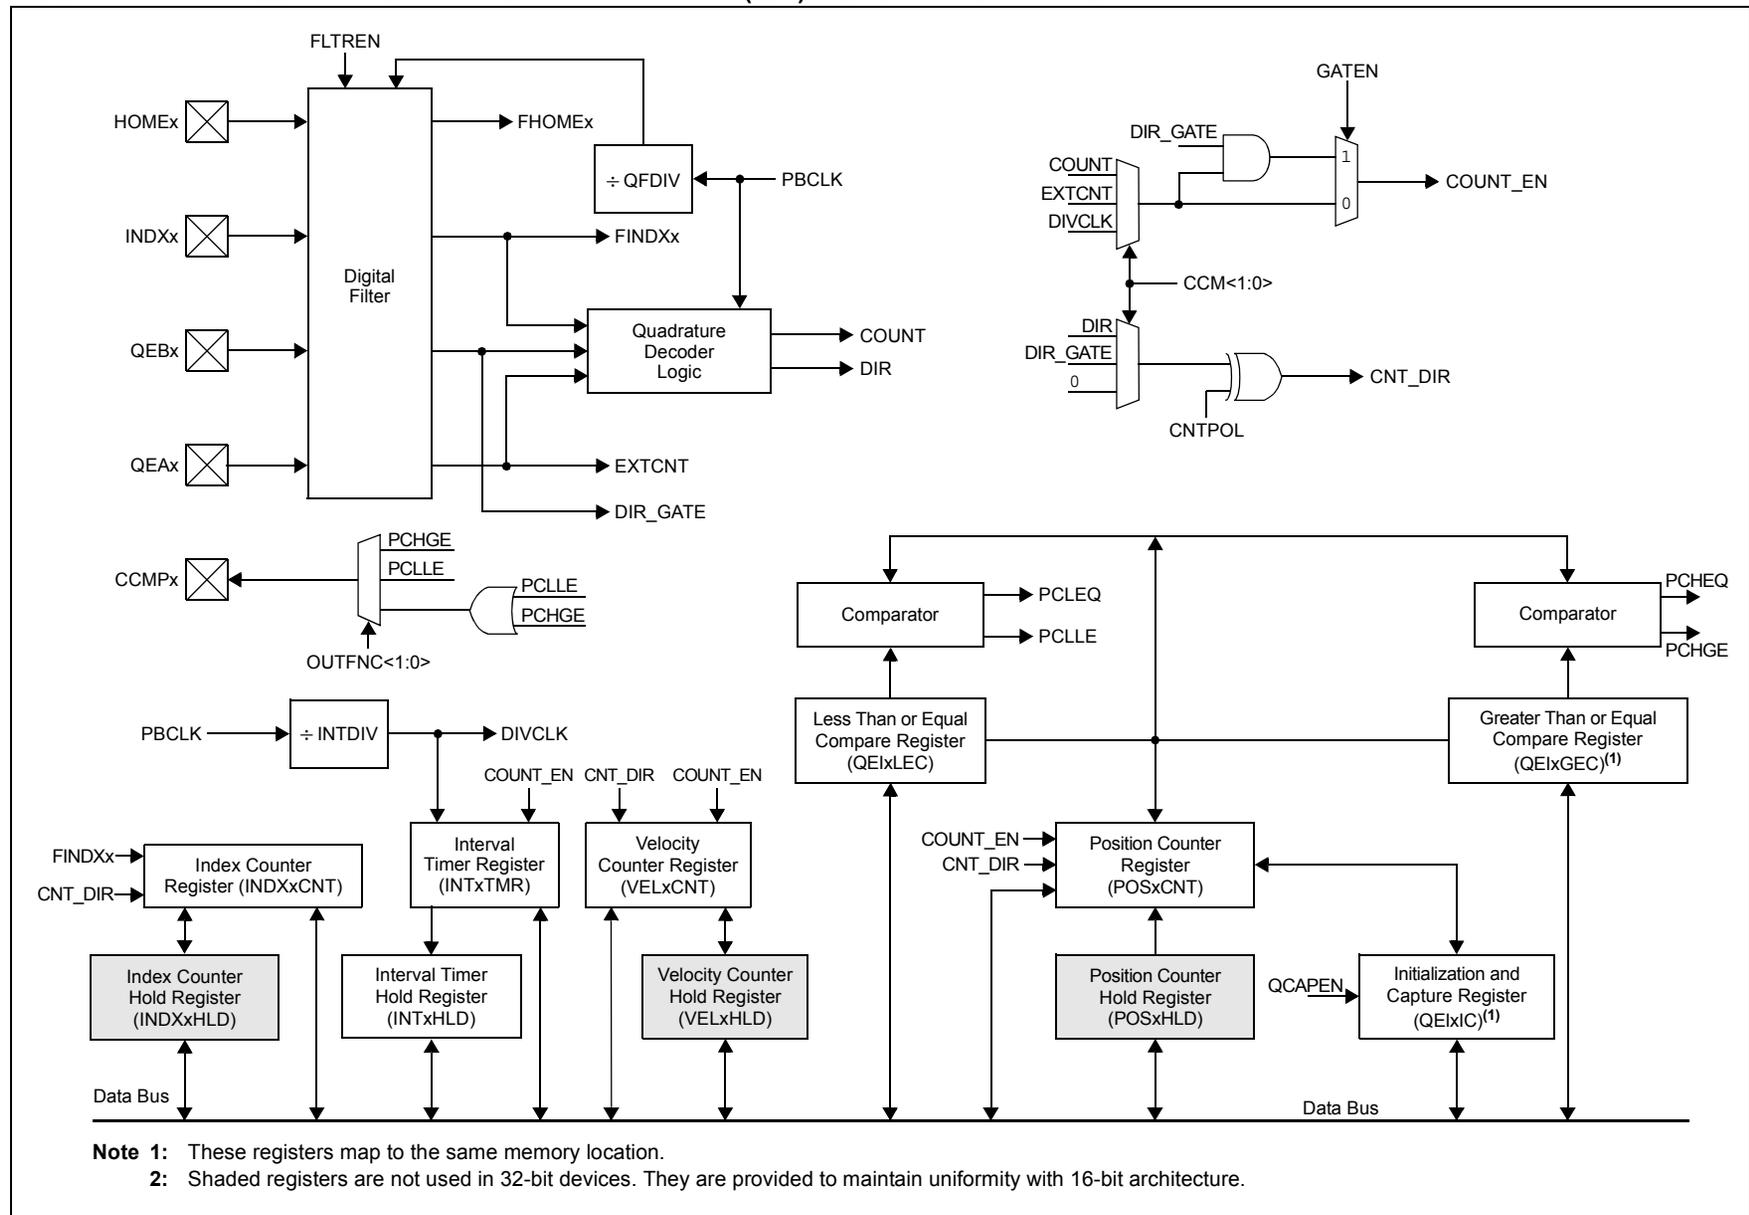 FLTREN
HOMEx
FHOMEx
÷ QFDIV
PBCLK
INDXx
FINDXx
Digital
Filter
QEBx
Quadrature
Decoder
Logic
COUNT
DIR
QEAx
EXTCNT
DIR_GATE
GATEN
DIR_GATE
COUNT
EXTCNT
DIVCLK
1
0
COUNT_EN
CCM<1:0>
DIR
DIR_GATE
0
CNT_DIR
CNTPOL
CCMPx
PCHGE
PCLLE
PCLLE
PCHGE
OUTFNC<1:0>
Comparator
PCLEQ
PCLLE
Comparator
PCHEQ
PCHGE
PBCLK
÷ INTDIV
DIVCLK
Less Than or Equal
Compare Register
(QEIxLEC)
Greater Than or Equal
Compare Register
(QEIxGEC)(1)
COUNT_EN
CNT_DIR
COUNT_EN
FINDXx
CNT_DIR
Index Counter
Register (INDXxCNT)
Interval
Timer Register
(INTxTMR)
Velocity
Counter Register
(VELxCNT)
COUNT_EN
CNT_DIR
Position Counter
Register
(POSxCNT)
Index Counter
Hold Register
(INDXxHLD)
Interval Timer
Hold Register
(INTxHLD)
Velocity Counter
Hold Register
(VELxHLD)
Position Counter
Hold Register
(POSxHLD)
QCAPEN
Initialization and
Capture Register
(QEIxIC)(1)
Data Bus
Data Bus
Note 1: These registers map to the same memory location.
2: Shaded registers are not used in 32-bit devices. They are provided to maintain uniformity with 16-bit architecture.